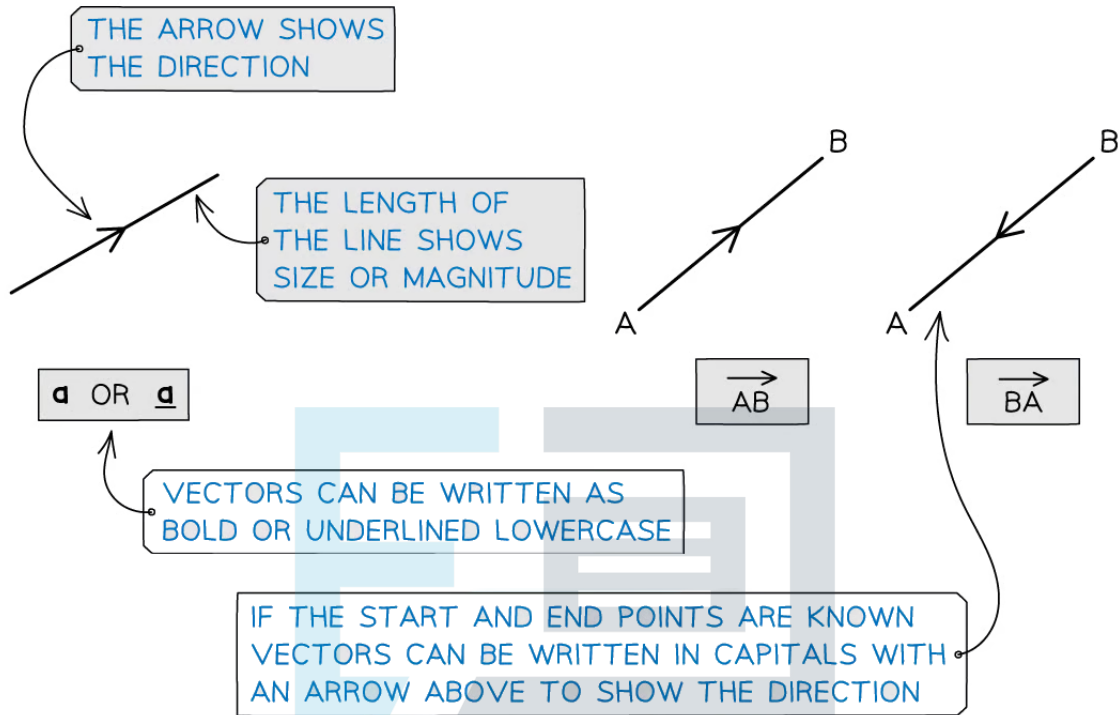 THE ARROW SHOWS
THE DIRECTION
THE LENGTH OF
THE LINE SHOWS
SIZE OR MAGNITUDE
B
A
B
A
a OR a
AB
BA
VECTORS CAN BE WRITTEN AS
BOLD OR UNDERLINED LOWERCASE
IF THE START AND END POINTS ARE KNOWN
VECTORS CAN BE WRITTEN IN CAPITALS WITH
AN ARROW ABOVE TO SHOW THE DIRECTION